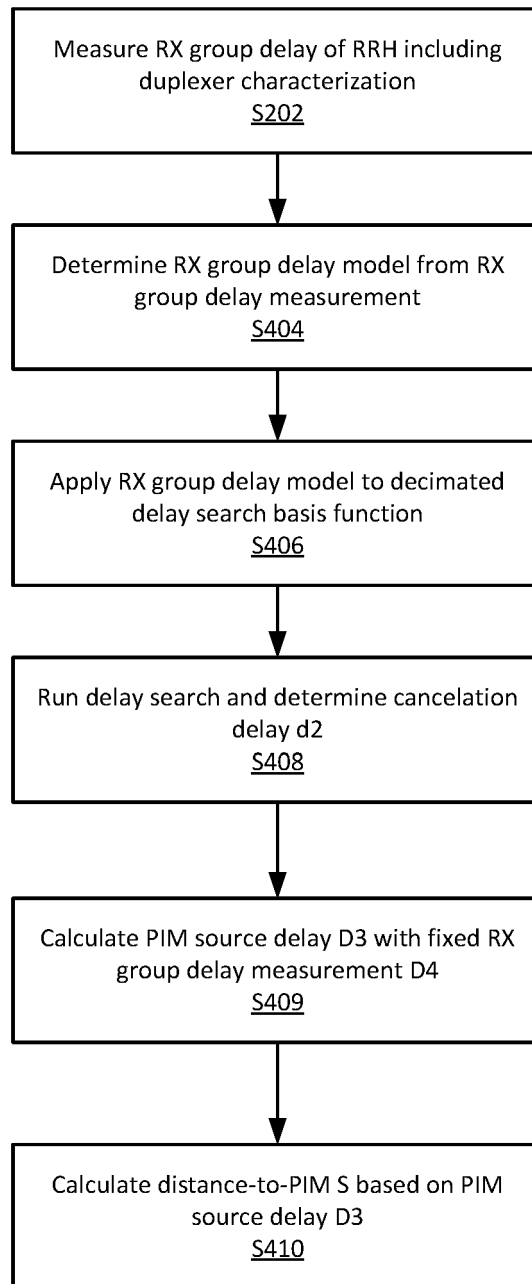 Measure RX group delay of RRH including
duplexer characterization
S202
Determine RX group delay model from RX
group delay measurement
S404
Apply RX group delay model to decimated
delay search basis function
S406
Run delay search and determine cancelation
delay d2
S408
Calculate PIM source delay D3 with fixed RX
group delay measurement D4
S409
Calculate distance-to-PIM S based on PIM
source delay D3
S410